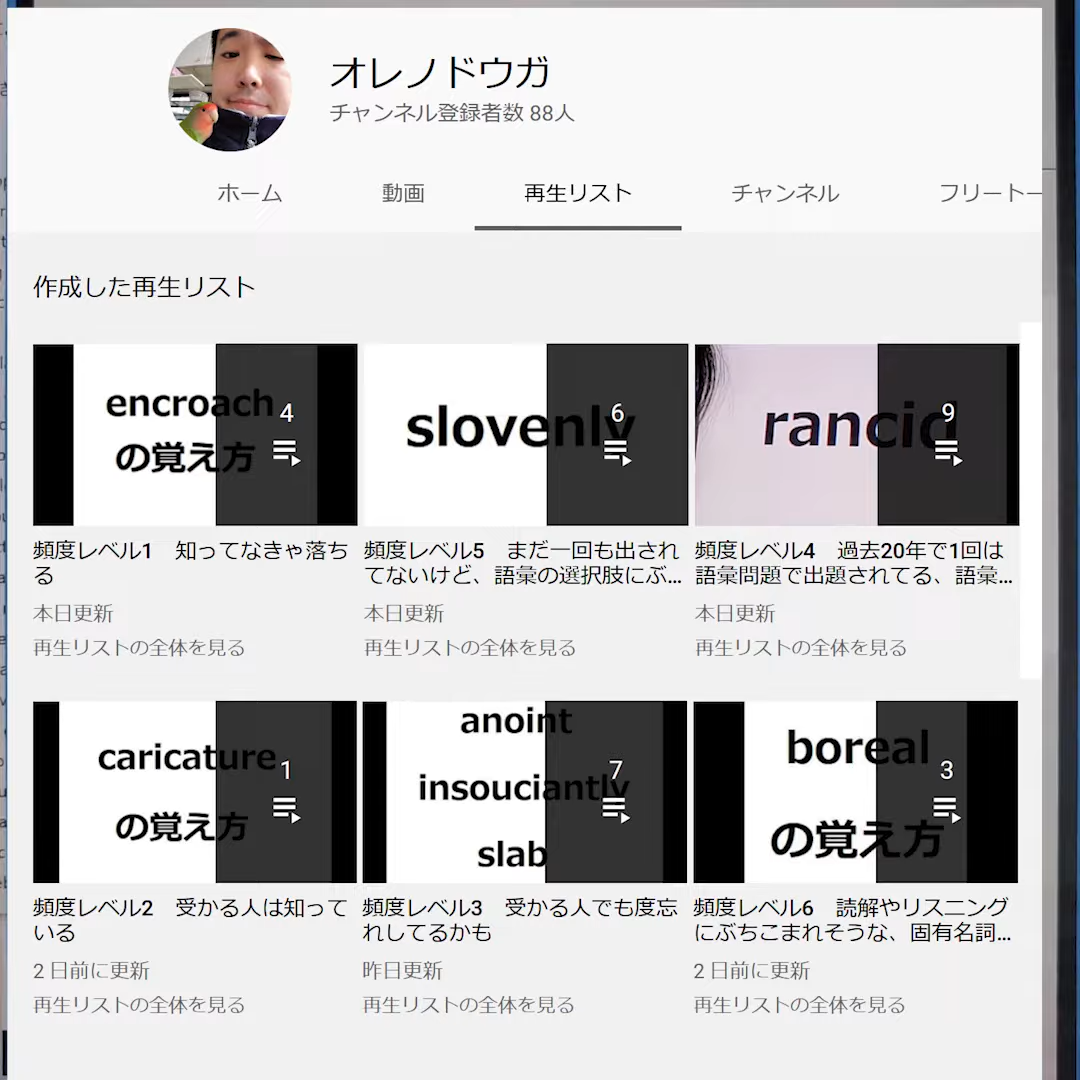 オレノドウガ
チャンネル登録者数 88人
ホーム
動画
再生リスト
チャンネル
フリートー
作成した再生リスト
encroach
の覚え方
4
slovenly
6
rancid
9
頻度レベル1　知ってなきゃ落ち
る
本日更新
再生リストの全体を見る
頻度レベル5　まだ一回も出され
てないけど、語彙の選択肢にぶ...
本日更新
再生リストの全体を見る
頻度レベル4　過去20年で1回は
語彙問題で出題されてる、語彙...
本日更新
再生リストの全体を見る
caricature
の覚え方
1
anoint
insouciantly
slab
7
boreal
の覚え方
3
頻度レベル2　受かる人は知って
いる
2 日前に更新
再生リストの全体を見る
頻度レベル3　受かる人でも度忘
れしてるかも
昨日更新
再生リストの全体を見る
頻度レベル6　読解やリスニング
にぶちこまれそうな、固有名詞...
2 日前に更新
再生リストの全体を見る